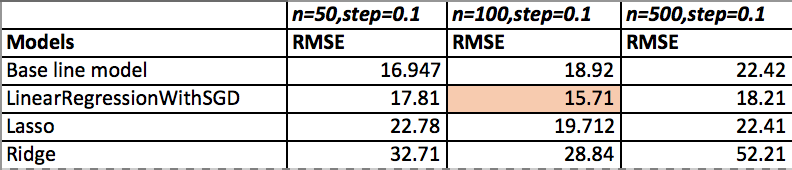 n=50,step=0.1 n=100,step=0.1 n=500,step=0.1
Models RMSE RMSE RMSE
Base line model 16.947 18.92 22.42
LinearRegressionWithSGD 17.81 15.71 18.21
Lasso 22.78 19.712 22.41
Ridge 32.71 28.84 52.21